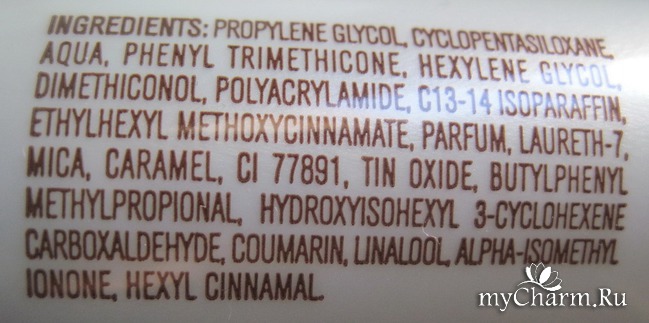 INGREDIENTS: PROPYLENE GLYCOL, CYCLOPENTASILOXANE,
AQUA, PHENYL TRIMETHICONE, HEXYLENE GLYCOL,
DIMETHICONOL, POLYACRYLAMIDE, C13-14 ISOPARAFFIN,
ETHYLHEXYL METHOXYCINNAMATE, PARFUM, LAURETH-7,
MICA, CARAMEL, CI 77891, TIN OXIDE, BUTYLPHENYL
METHYLPROPIONAL, HYDROXYISOHEXYL 3-CYCLOHEXENE
CARBOXALDEHYDE, COUMARIN, LINALOOL, ALPHA-ISOMETHYL
IONONE, HEXYL CINNAMAL.
myCharm.Ru